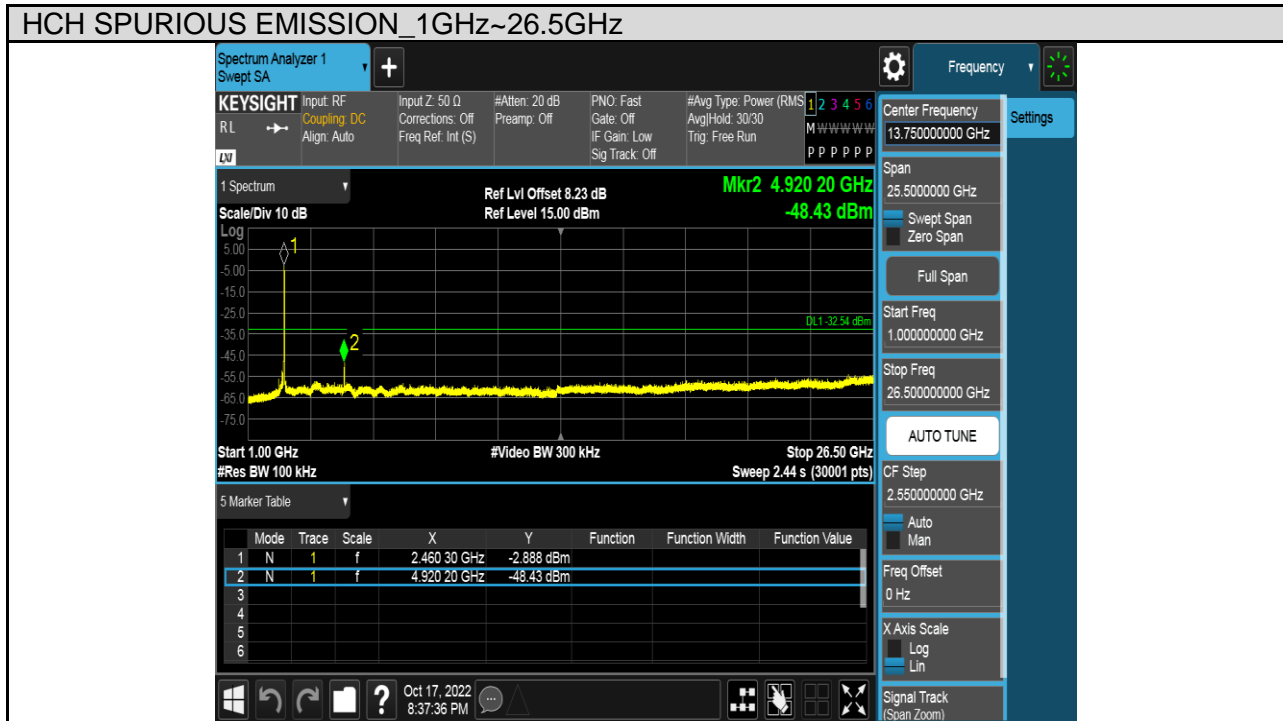 HCH SPURIOUS EMISSION_1GHz~26.5GHz
Spectrum Analyzer 1
Swept SA
+
Frequency
KEYSIGHT Input: RF Input Z: 50 Ω #Atten: 20 dB PNO: Fast #Avg Type: Power (RMS 1 2 3 4 5 6
RL Coupling: DC Corrections: Off Preamp: Off Gate: Off Avg|Hold: 30/30 M W W W W W
Align: Auto Freq Ref: Int (S) IF Gain: Low Trig: Free Run
LXI Sig Track: Off P P P P P P
1 Spectrum
Ref Lvl Offset 8.23 dB
Mkr2 4.920 20 GHz
Scale/Div 10 dB
Ref Level 15.00 dBm
-48.43 dBm
Log
5.00
-5.00
-15.0
-25.0
-35.0
-45.0
-55.0
-65.0
-75.0
1
2
DL1 -32.54 dBm
Start 1.00 GHz #Video BW 300 kHz Stop 26.50 GHz
#Res BW 100 kHz Sweep 2.44 s (30001 pts)
5 Marker Table
Mode Trace Scale X Y Function Function Width Function Value
1 N 1 f 2.460 30 GHz -2.888 dBm
2 N 1 f 4.920 20 GHz -48.43 dBm
3
4
5
6
Center Frequency
13.75000000 GHz
Settings
Span
25.5000000 GHz
Swept Span
Zero Span
Full Span
Start Freq
1.000000000 GHz
Stop Freq
26.500000000 GHz
AUTO TUNE
CF Step
2.550000000 GHz
Auto
Man
Freq Offset
0 Hz
X Axis Scale
Log
Lin
Signal Track
(Span Zoom)
?
Oct 17, 2022
8:37:36 PM